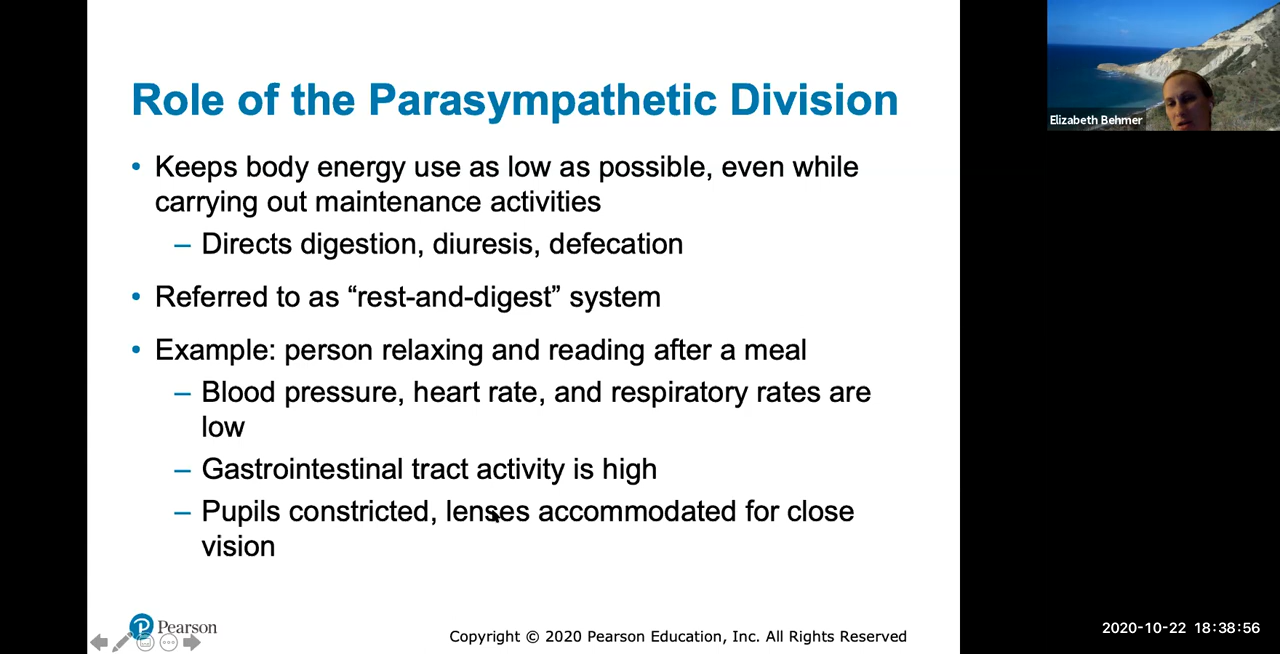 Role of the Parasympathetic Division
• Keeps body energy use as low as possible, even while
carrying out maintenance activities
– Directs digestion, diuresis, defecation
• Referred to as “rest-and-digest” system
• Example: person relaxing and reading after a meal
– Blood pressure, heart rate, and respiratory rates are
low
– Gastrointestinal tract activity is high
– Pupils constricted, lenses accommodated for close
vision
P Pearson
Copyright © 2020 Pearson Education, Inc. All Rights Reserved
Elizabeth Behmer
2020-10-22 18:38:56